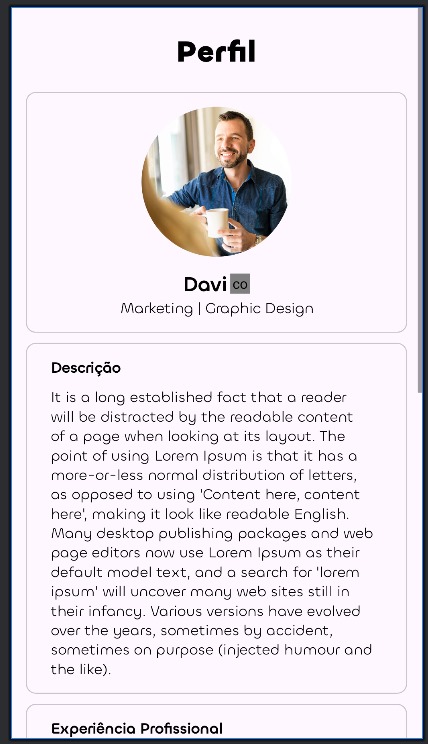 Perfil
Davi co
Marketing | Graphic Design
Descrição
It is a long established fact that a reader
will be distracted by the readable content
of a page when looking at its layout. The
point of using Lorem Ipsum is that it has a
more-or-less normal distribution of letters,
as opposed to using 'Content here, content
here', making it look like readable English.
Many desktop publishing packages and web
page editors now use Lorem Ipsum as their
default model text, and a search for 'lorem
ipsum' will uncover many web sites still in
their infancy. Various versions have evolved
over the years, sometimes by accident,
sometimes on purpose (injected humour and
the like).
Experiência Profissional